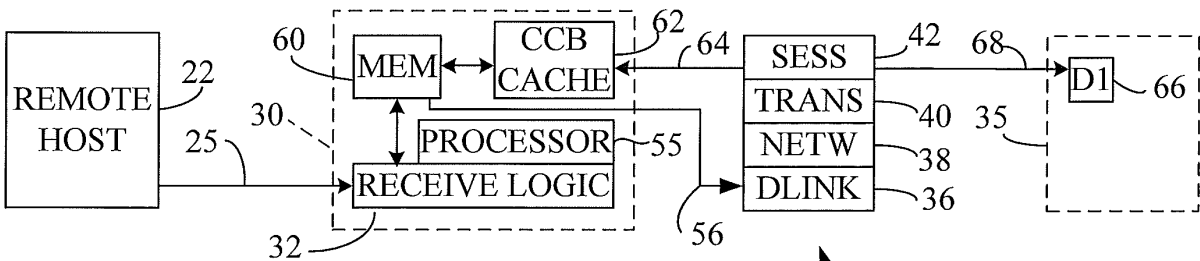 REMOTE
HOST
22
25
30
60
MEM
CCB
CACHE
62
64
PROCESSOR
55
RECEIVE LOGIC
32
56
SESS
42
TRANS
40
NETW
38
DLINK
36
68
D1
66
35